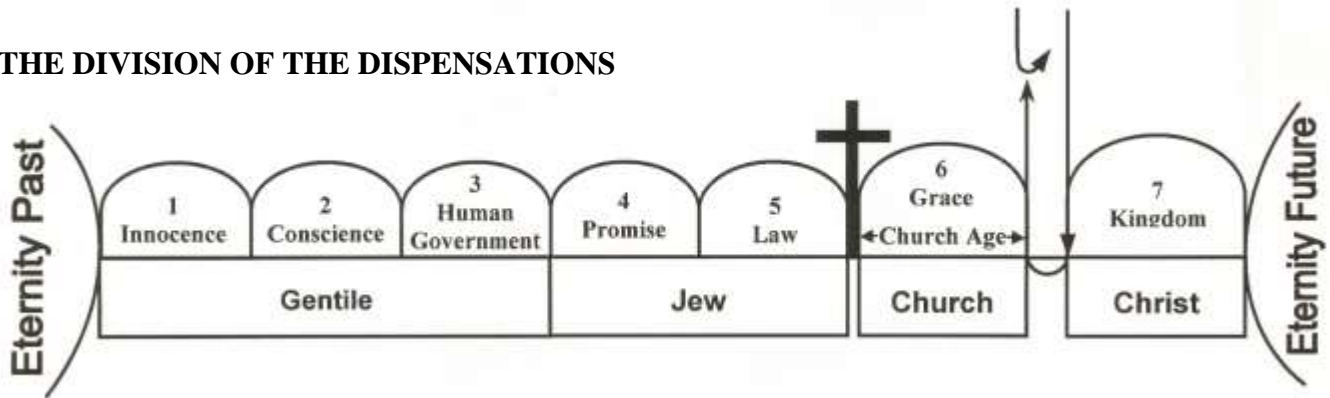 THE DIVISION OF THE DISPENSATIONS
Eternity Past
1
Innocence
2
Conscience
3
Human
Government
4
Promise
5
Law
6
Grace
Church Age
7
Kingdom
Gentile
Jew
Church
Christ
Eternity Future